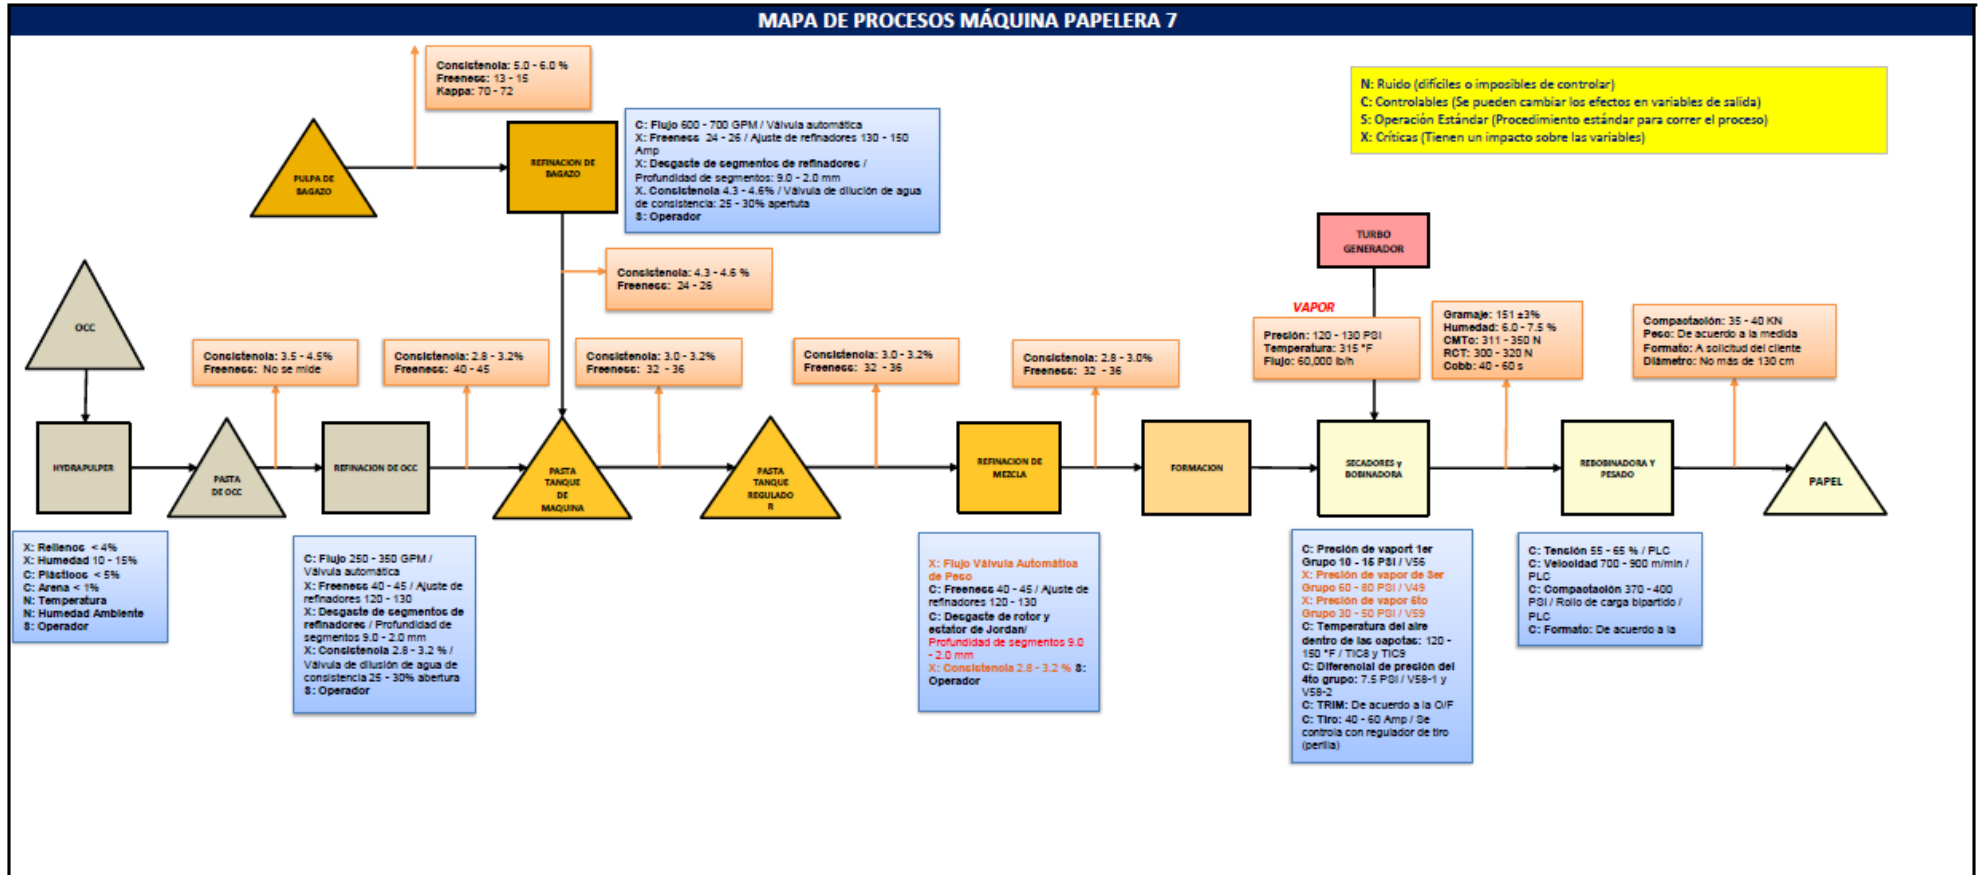 MAPA DE PROCESOS MÁQUINA PAPELERA 7
Consistencia: 5.0 - 6.0 %
Freeness: 13 - 15
Kappa: 70 - 72
N: Ruido (difíciles o imposibles de controlar)
C: Controlables (Se pueden cambiar los efectos en variables de salida)
S: Operación Estándar (Procedimiento estándar para correr el proceso)
X: Críticas (Tienen un impacto sobre las variables)
PULPA DE
BAGAZO
REFINACION DE
BAGAZO
C: Flujo 600 - 700 GPM / Válvula automática
X: Freeness 24 - 26 / Ajuste de refinadores 130 - 150
Amp
X: Desgaste de segmentos de refinadores /
Profundidad de segmentos: 9.0 - 2.0 mm
X. Consistencia 4.3 - 4.6% / Válvula de dilución de agua
de consistencia: 25 - 30% apertuta
S: Operador
TURBO
GENERADOR
Consistencia: 4.3 - 4.6 %
Freeness: 24 - 26
OCC
VAPOR
Presión: 120 - 130 PSI
Temperatura: 315 °F
Flujo: 60,000 lb/h
Gramaje: 151 ±3%
Humedad: 6.0 - 7.5 %
CMTo: 311 - 350 N
RCT: 300 - 320 N
Cobb: 40 - 60 s
Compactación: 35 - 40 KN
Peso: De acuerdo a la medida
Formato: A solicitud del cliente
Diámetro: No más de 130 cm
Consistencia: 3.5 - 4.5%
Freeness: No se mide
Consistencia: 2.8 - 3.2%
Freeness: 40 - 45
Consistencia: 3.0 - 3.2%
Freeness: 32 - 36
Consistencia: 3.0 - 3.2%
Freeness: 32 - 36
Consistencia: 2.8 - 3.0%
Freeness: 32 - 36
HYDRAPULPER
PASTA
DE OCC
REFINACION DE OCC
PASTA
TANQUE
DE
MAQUINA
PASTA
TANQUE
REGULADO
R
REFINACION DE
MEZCLA
FORMACION
SECADORES y
BOBINADORA
REBOBINADORA Y
PESADO
PAPEL
X: Rellenos < 4%
X: Humedad 10 - 15%
C: Plásticos < 5%
C: Arena < 1%
N: Temperatura
N: Humedad Ambiente
S: Operador
C: Flujo 250 - 350 GPM /
Válvula automática
X: Freeness 40 - 45 / Ajuste de
refinadores 120 - 130
X: Desgaste de segmentos de
refinadores / Profundidad de
segmentos 9.0 - 2.0 mm
X: Consistencia 2.8 - 3.2 % /
Válvula de dilusión de agua de
consistencia 25 - 30% abertura
S: Operador
X: Flujo Válvula Automática
de Peso
C: Freeness 40 - 45 / Ajuste de
refinadores 120 - 130
C: Desgaste de rotor y
estator de Jordan/
Profundidad de segmentos 9.0
- 2.0 mm
X: Consistencia 2.8 - 3.2 % S:
Operador
C: Presión de vaport 1er
Grupo 10 - 16 PSI / V56
X: Presión de vapor de 3er
Grupo 60 - 80 PSI / V49
X: Presión de vapor 6to
Grupo 30 - 50 PSI / V59
C: Temperatura del aire
dentro de las capotas: 120 -
150 °F / TIC8 y TIC9
C: Diferencial de presión del
4to grupo: 7.5 PSI / V58-1 y
V58-2
C: TRIM: De acuerdo a la O/F
C: Tiro: 40 - 60 Amp / Se
controla con regulador de tiro
(perilla)
C: Tensión 55 - 65 % / PLC
C: Velocidad 700 - 900 m/min /
PLC
C: Compactación 370 - 400
PSI / Rollo de carga bipartido /
PLC
C: Formato: De acuerdo a la